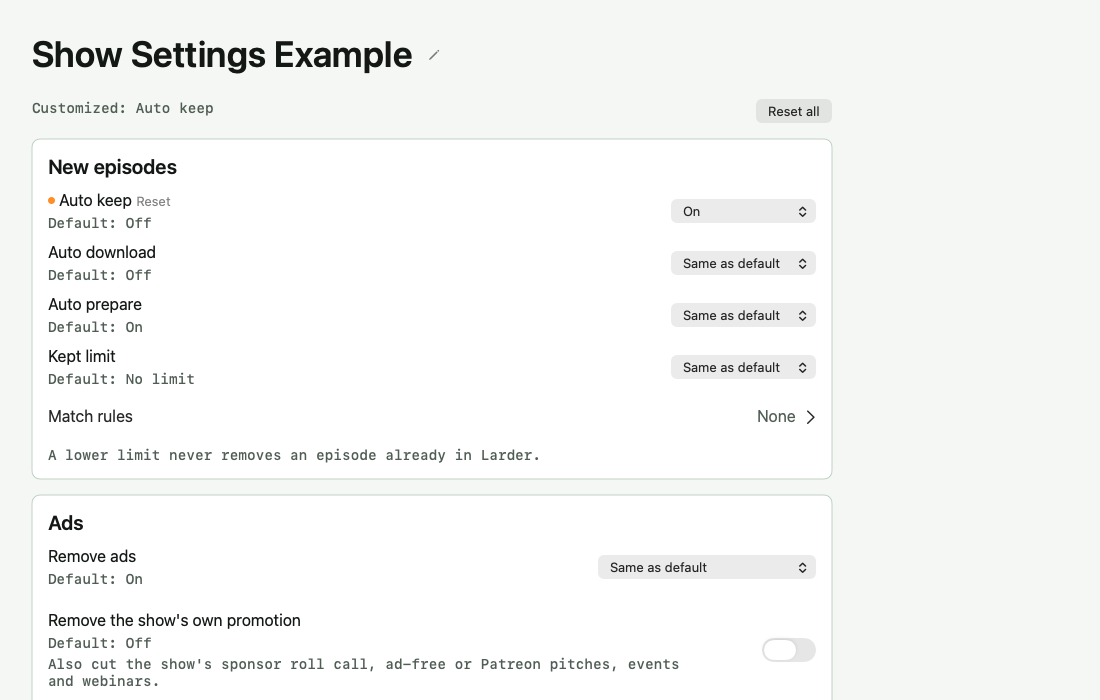 Show Settings Example
Customized: Auto keep
Reset all
New episodes
Auto keep Reset
Default: Off
On
Auto download
Default: Off
Same as default
Auto prepare
Default: On
Same as default
Kept limit
Default: No limit
Same as default
Match rules
None
A lower limit never removes an episode already in Larder.
Ads
Remove ads
Default: On
Same as default
Remove the show's own promotion
Default: Off
Also cut the show's sponsor roll call, ad-free or Patreon pitches, events
and webinars.